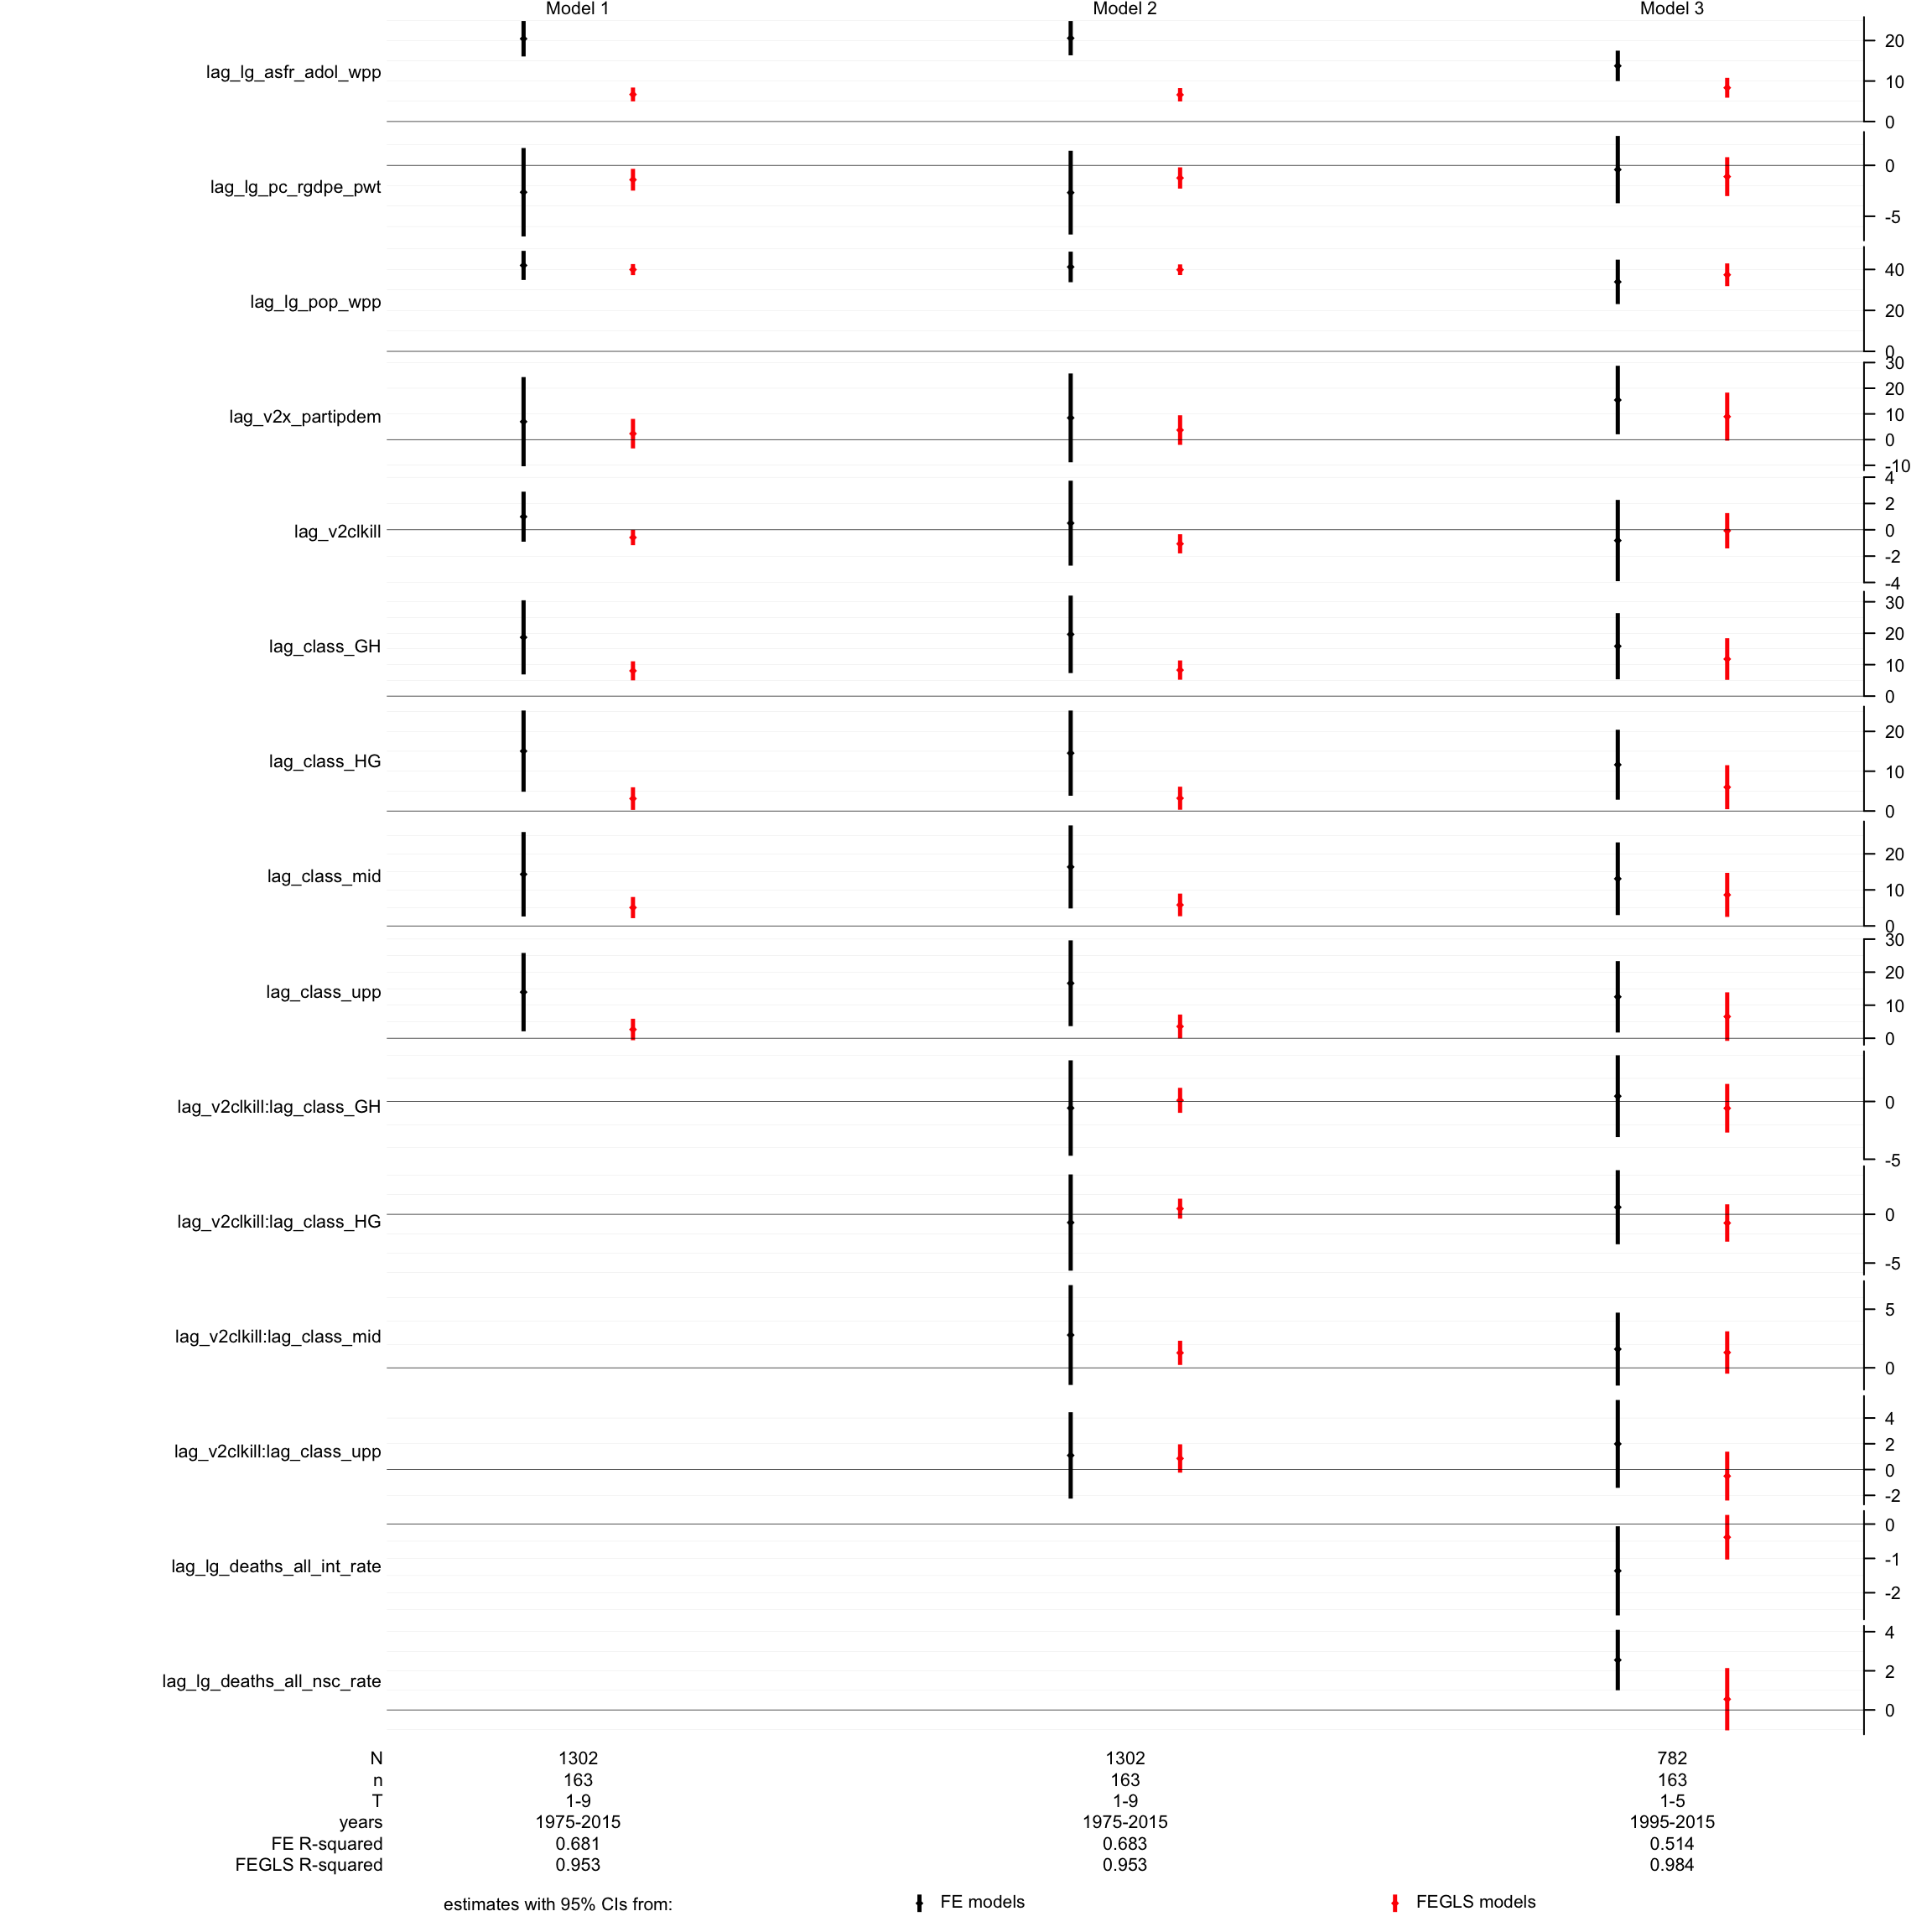 Model 1 Model 2 Model 3
lag_lg_asfr_adol_wpp 20 10 0
lag_lg_pc_rgdpe_pwt 0 -5
lag_lg_pop_wpp 40 20 0
lag_v2x_partipdem 30 20 10 0 -10
lag_v2clkill 4 2 0 -2 -4
lag_class_GH 30 20 10 0
lag_class_HG 20 10 0
lag_class_mid 20 10 0
lag_class_upp 30 20 10 0
lag_v2clkill:lag_class_GH 0 -5
lag_v2clkill:lag_class_HG 0 -5
lag_v2clkill:lag_class_mid 5 0
lag_v2clkill:lag_class_upp 4 2 0 -2
lag_lg_deaths_all_int_rate 0 -1 -2
lag_lg_deaths_all_nsc_rate 4 2 0
N 1302 1302 782
n 163 163 163
T 1-9 1-9 1-5
years 1975-2015 1975-2015 1995-2015
FE R-squared 0.681 0.683 0.514
FEGLS R-squared 0.953 0.953 0.984
estimates with 95% CIs from: FE models FEGLS models